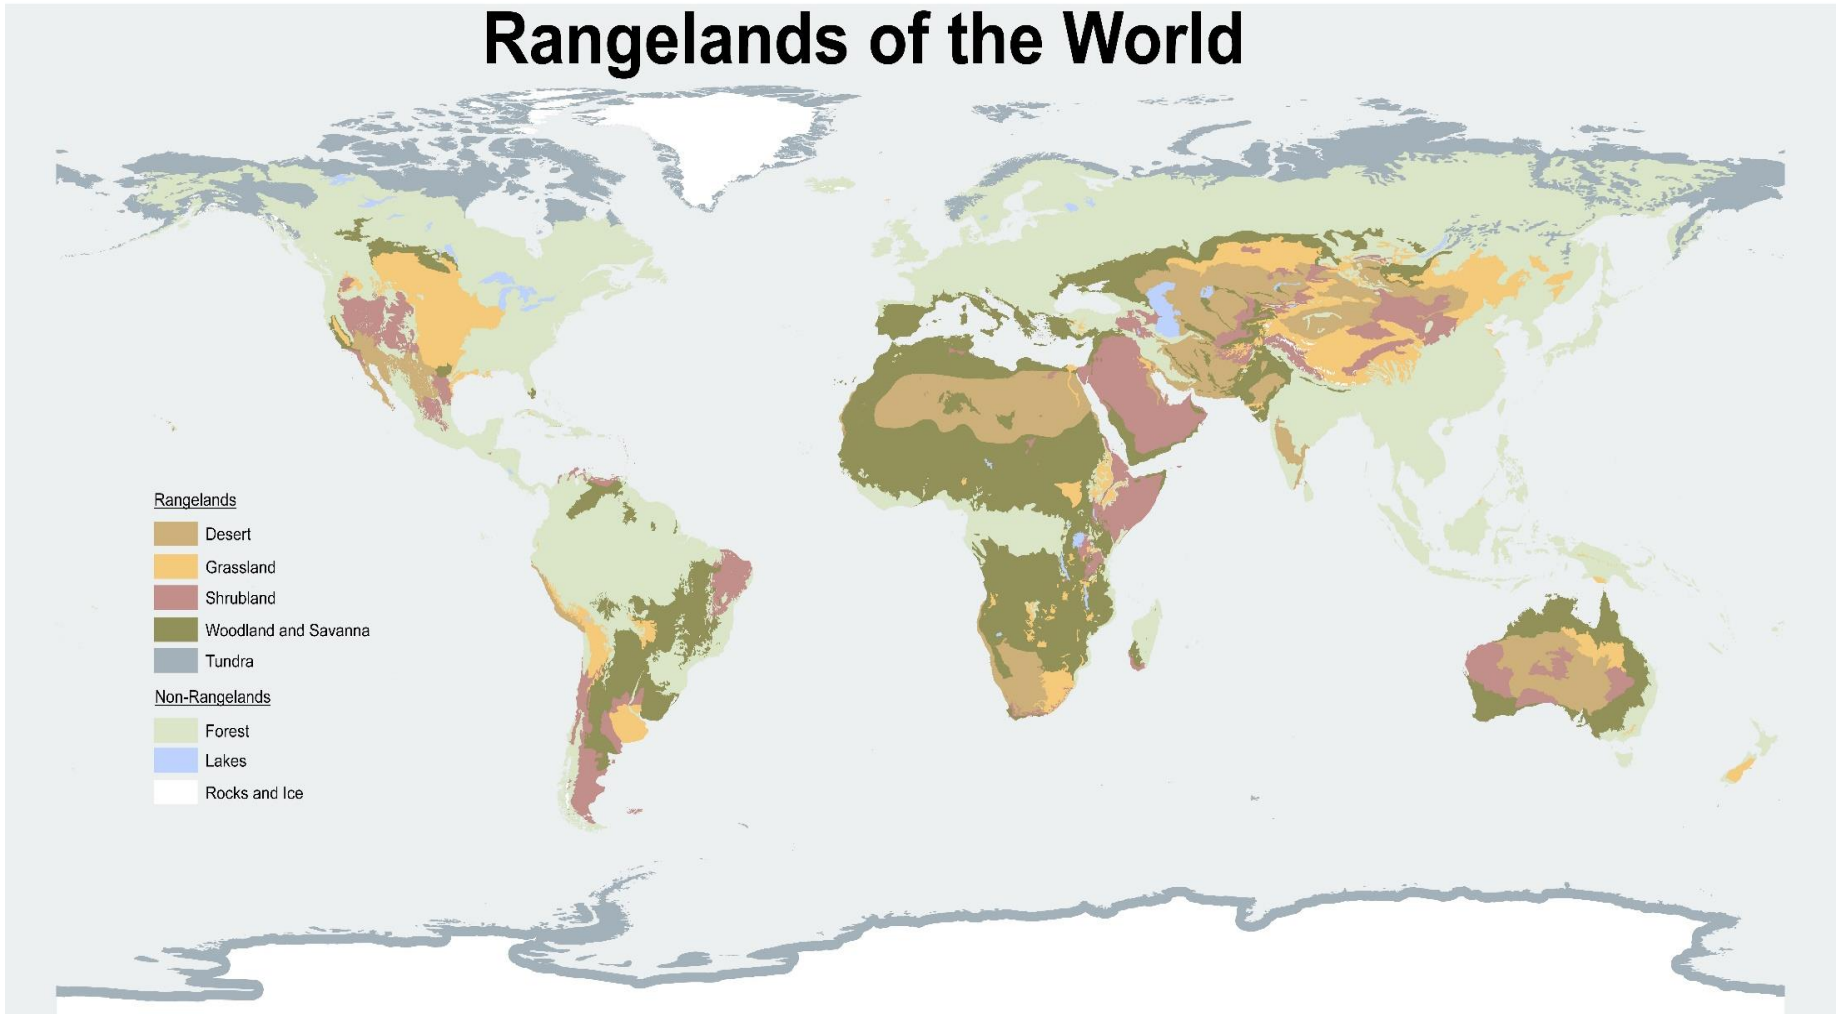 Rangelands of the World
Rangelands
Desert
Grassland
Shrubland
Woodland and Savanna
Tundra
Non-Rangelands
Forest
Lakes
Rocks and Ice